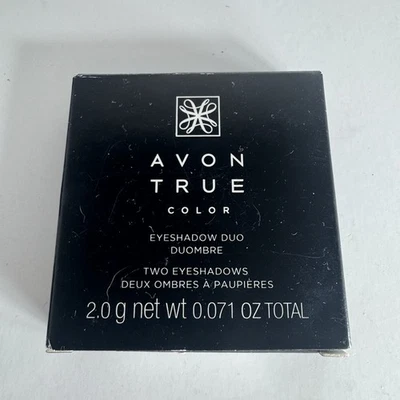 AVON
TRUE
COLOR
EYESHADOW DUO
DUOMBRE
TWO EYESHADOWS
DEUX OMBRES À PAUPIÈRES
2.0 g net wt 0.071 OZ TOTAL